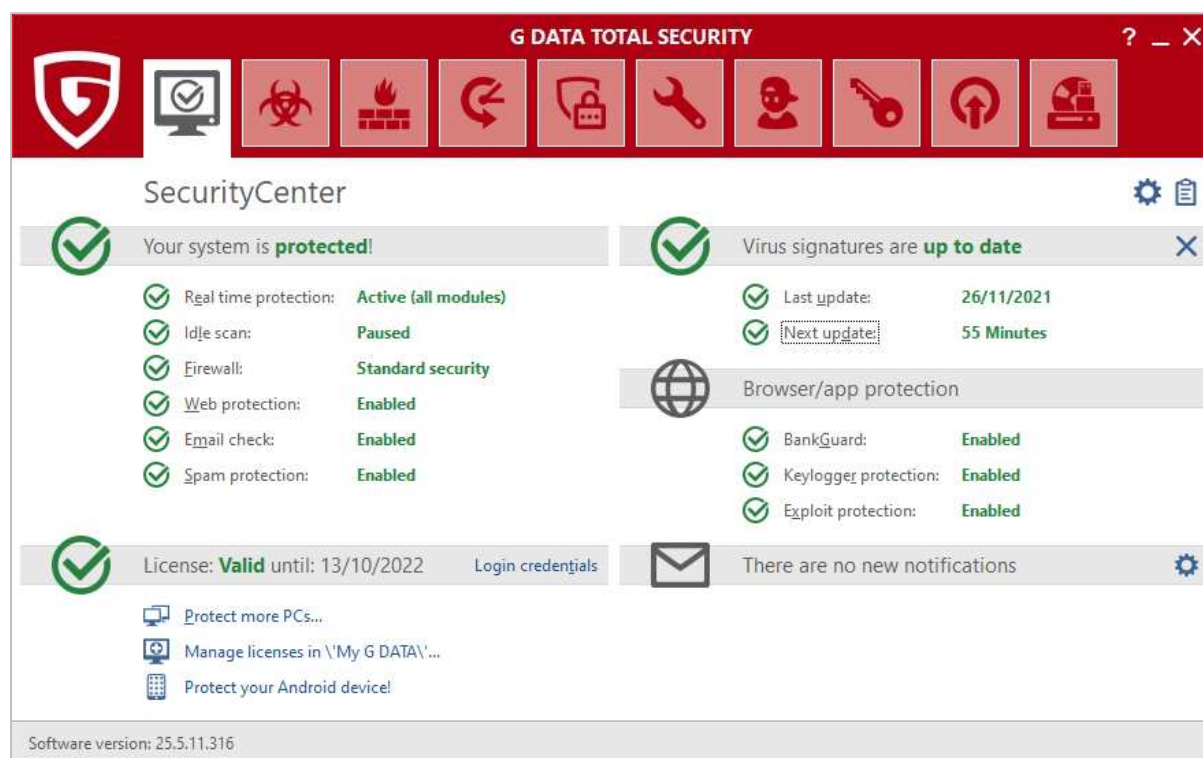 G DATA TOTAL SECURITY
?
SecurityCenter
Your system is protected!
Real time protection: Active (all modules)
Idle scan: Paused
Firewall: Standard security
Web protection: Enabled
Email check: Enabled
Spam protection: Enabled
Virus signatures are up to date
Last update: 26/11/2021
Next update: 55 Minutes
Browser/app protection
BankGuard: Enabled
Keylogger protection: Enabled
Exploit protection: Enabled
License: Valid until: 13/10/2022 Login credentials
Protect more PCs...
Manage licenses in \'My G DATA\'...
Protect your Android device!
There are no new notifications
Software version: 25.5.11.316